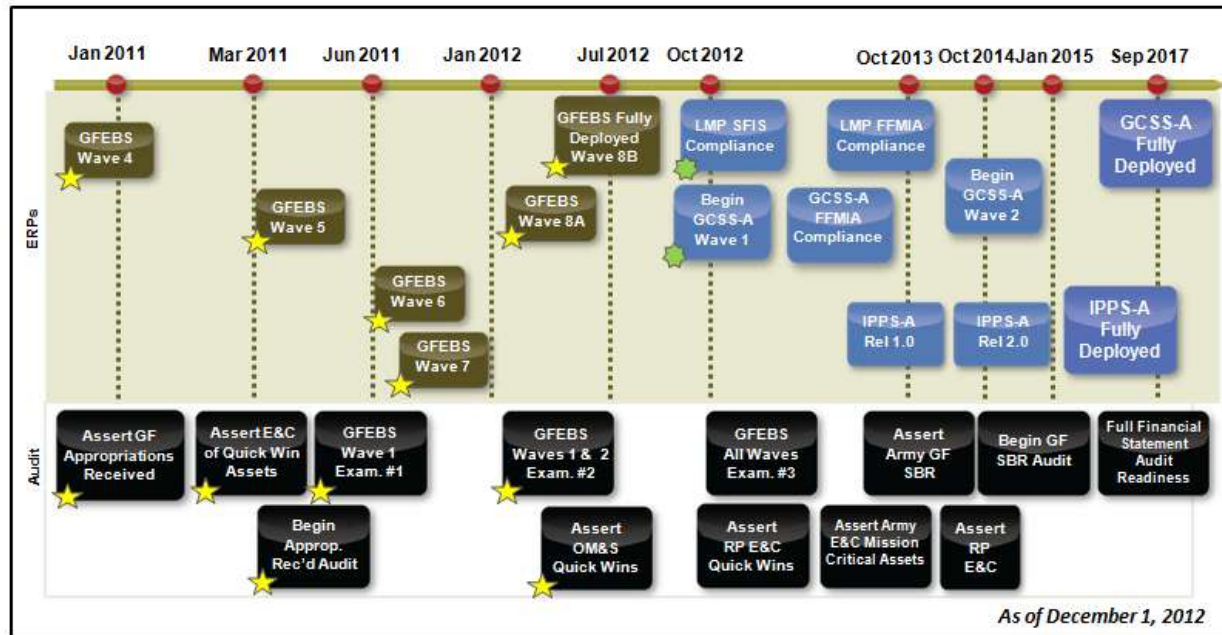 Jan 2011
Mar 2011
Jun 2011
Jan 2012
Jul 2012
Oct 2012
Oct 2013
Oct 2014
Jan 2015
Sep 2017
ERPs
GFEBS
Wave 4
GFEBS
Wave 5
GFEBS
Wave 6
GFEBS
Wave 7
GFEBS Fully
Deployed
Wave 8B
GFEBS
Wave 8A
LMP SFIS
Compliance
Begin
GCSS-A
Wave 1
LMP FFMIA
Compliance
GCSS-A
FFMIA
Compliance
Begin
GCSS-A
Wave 2
GCSS-A
Fully
Deployed
IPPS-A
Rel 1.0
IPPS-A
Rel 2.0
IPPS-A
Fully
Deployed
Audit
Assert GF
Appropriations
Received
Assert E&C
of Quick Win
Assets
GFEBS
Wave 1
Exam. #1
GFEBS
Waves 1 & 2
Exam. #2
GFEBS
All Waves
Exam. #3
Assert
Army GF
SBR
Begin GF
SBR Audit
Full Financial
Statement
Audit
Readiness
Begin
Approp.
Rec'd Audit
Assert
OM&S
Quick Wins
Assert
RP E&C
Quick Wins
Assert Army
E&C Mission
Critical Assets
Assert
RP
E&C
As of December 1, 2012